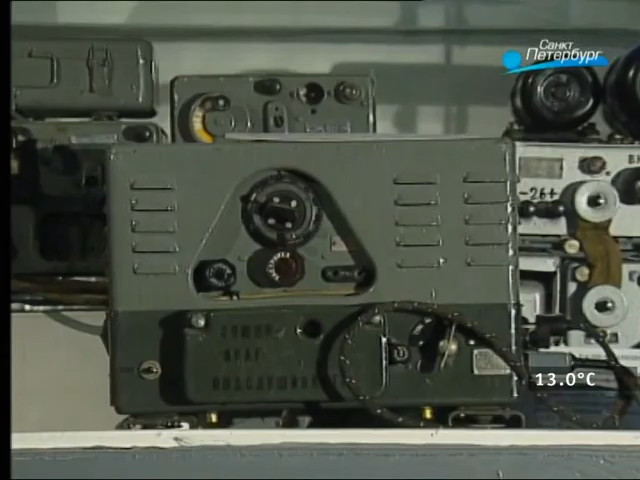 Санкт
Петербург
-26+
ПОМНИ
ВРАГ
ПОДСЛУШИВАЕТ
13.0°C